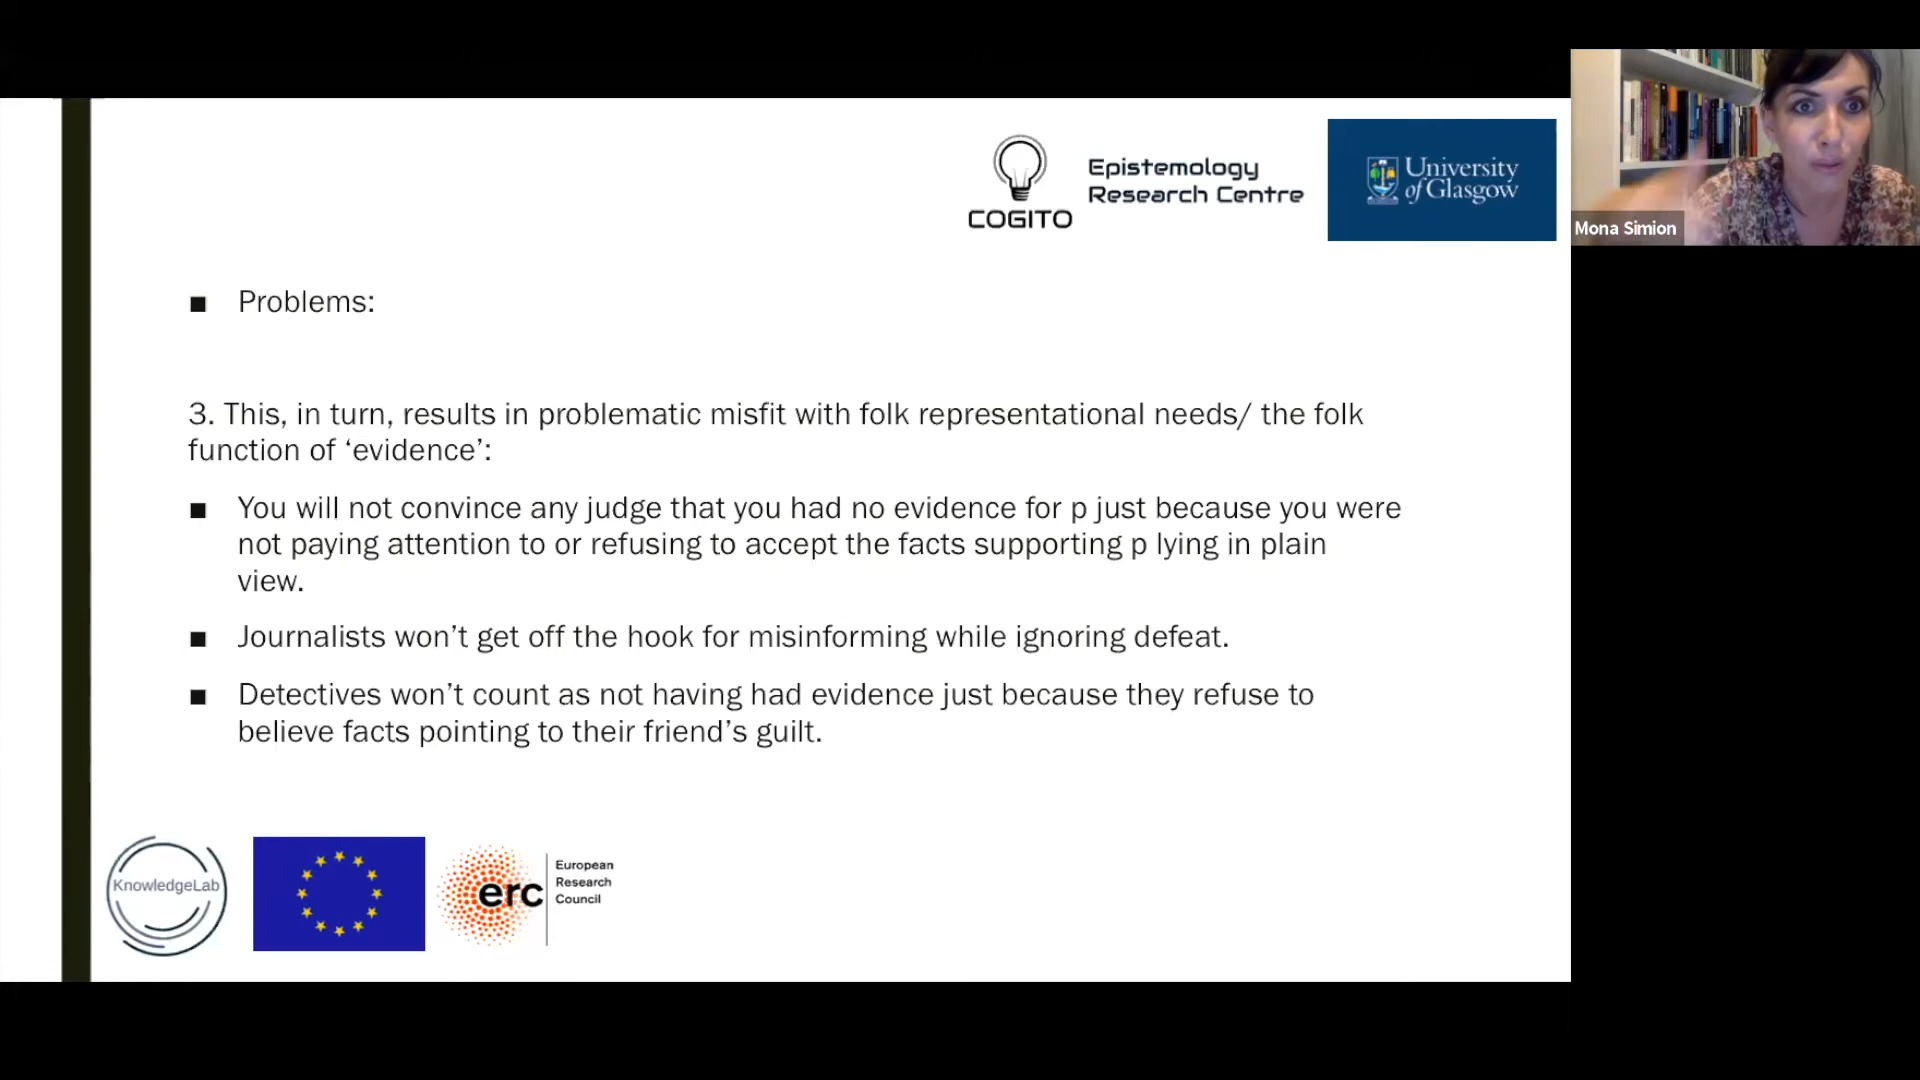 COGITO
Epistemology
Research Centre
University
of Glasgow
Mona Simion
■ Problems:
3. This, in turn, results in problematic misfit with folk representational needs/ the folk
function of ‘evidence’:
■ You will not convince any judge that you had no evidence for p just because you were
not paying attention to or refusing to accept the facts supporting p lying in plain
view.
■ Journalists won’t get off the hook for misinforming while ignoring defeat.
■ Detectives won’t count as not having had evidence just because they refuse to
believe facts pointing to their friend’s guilt.
KnowledgeLab
erc
European
Research
Council